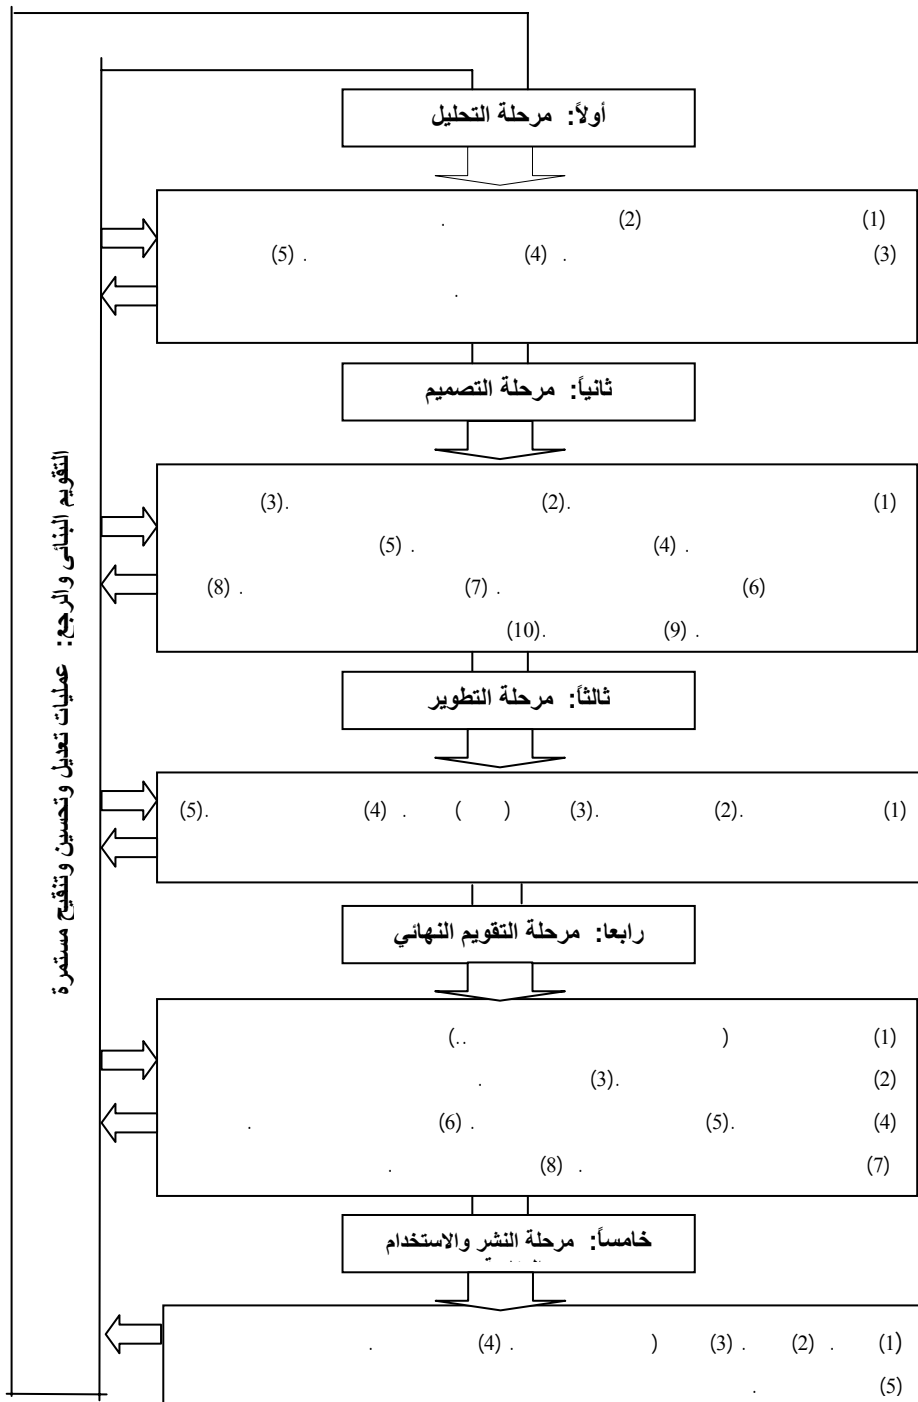 أولاً: مرحلة التحليل
(1) (2) .
(3) . (4) . (5)
.
ثانياً: مرحلة التصميم
(1) .(2) .(3)
. (4) . (5)
(6) . (7) . (8)
. (9) .(10)
ثالثاً: مرحلة التطوير
(1) .(2) .(3) ( ) . (4) .(5)
رابعا: مرحلة التقويم النهائي
(1) ( ..)
(2) .(3) .
(4) .(5) . (6) .
(7) . (8) .
خامساً: مرحلة النشر والاستخدام
(1) . (2) . (3) ( . (4) .
(5) .
التقويم البنائى والرجع: عمليات تعديل وتحسين وتنقيح مستمرة